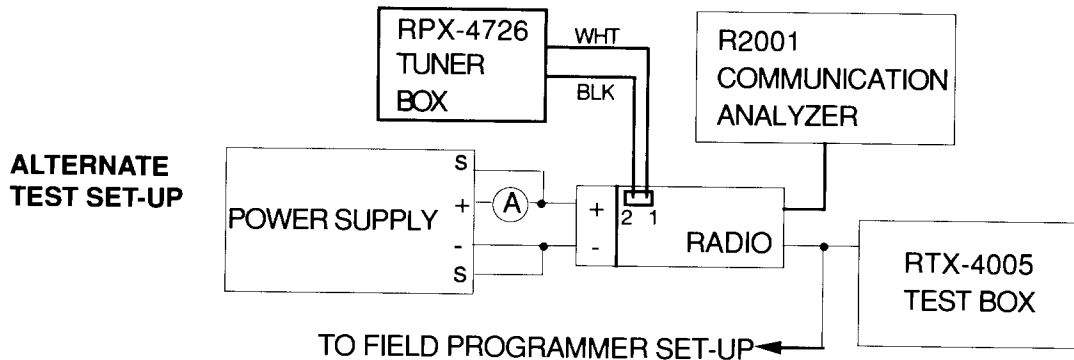 RPX-4726
TUNER
BOX
WHT
BLK
R2001
COMMUNICATION
ANALYZER
ALTERNATE
TEST SET-UP
POWER SUPPLY
S
+
-
S
A
+
-
2 1
RADIO
RTX-4005
TEST BOX
TO FIELD PROGRAMMER SET-UP